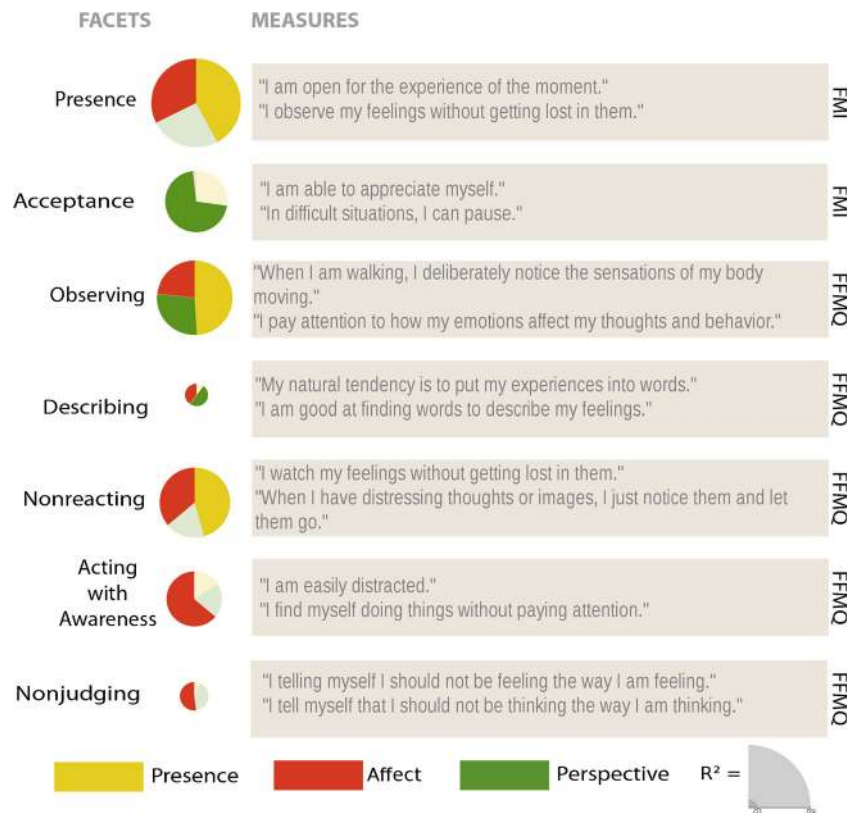 FACETS MEASURES
Presence
"I am open for the experience of the moment."
"I observe my feelings without getting lost in them."
FMI
Acceptance
"I am able to appreciate myself."
"In difficult situations, I can pause."
FMI
Observing
"When I am walking, I deliberately notice the sensations of my body
moving."
"I pay attention to how my emotions affect my thoughts and behavior."
FFMQ
Describing
"My natural tendency is to put my experiences into words."
"I am good at finding words to describe my feelings."
FFMQ
Nonreacting
"I watch my feelings without getting lost in them."
"When I have distressing thoughts or images, I just notice them and let
them go."
FFMQ
Acting
with
Awareness
"I am easily distracted."
"I find myself doing things without paying attention."
FFMQ
Nonjudging
"I telling myself I should not be feeling the way I am feeling."
"I tell myself that I should not be thinking the way I am thinking."
FFMQ
Presence Affect Perspective R² =